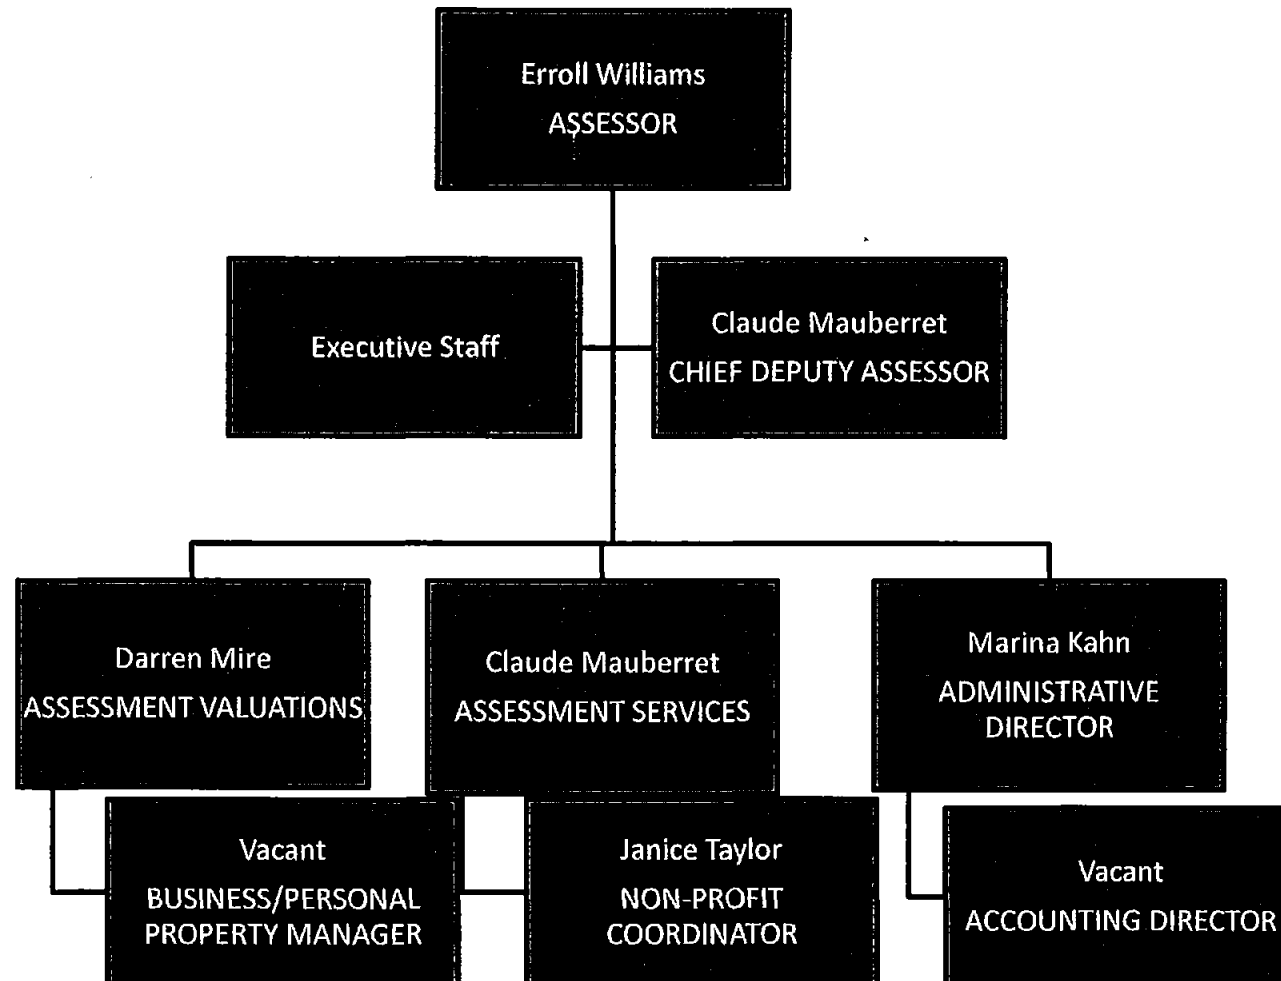 Erroll Williams
ASSESSOR
Executive Staff
Claude Mauberret
CHIEF DEPUTY ASSESSOR
Darren Mire
ASSESSMENT VALUATIONS
Claude Mauberret
ASSESSMENT SERVICES
Marina Kahn
ADMINISTRATIVE
DIRECTOR
Vacant
BUSINESS/PERSONAL
PROPERTY MANAGER
Janice Taylor
NON-PROFIT
COORDINATOR
Vacant
ACCOUNTING DIRECTOR